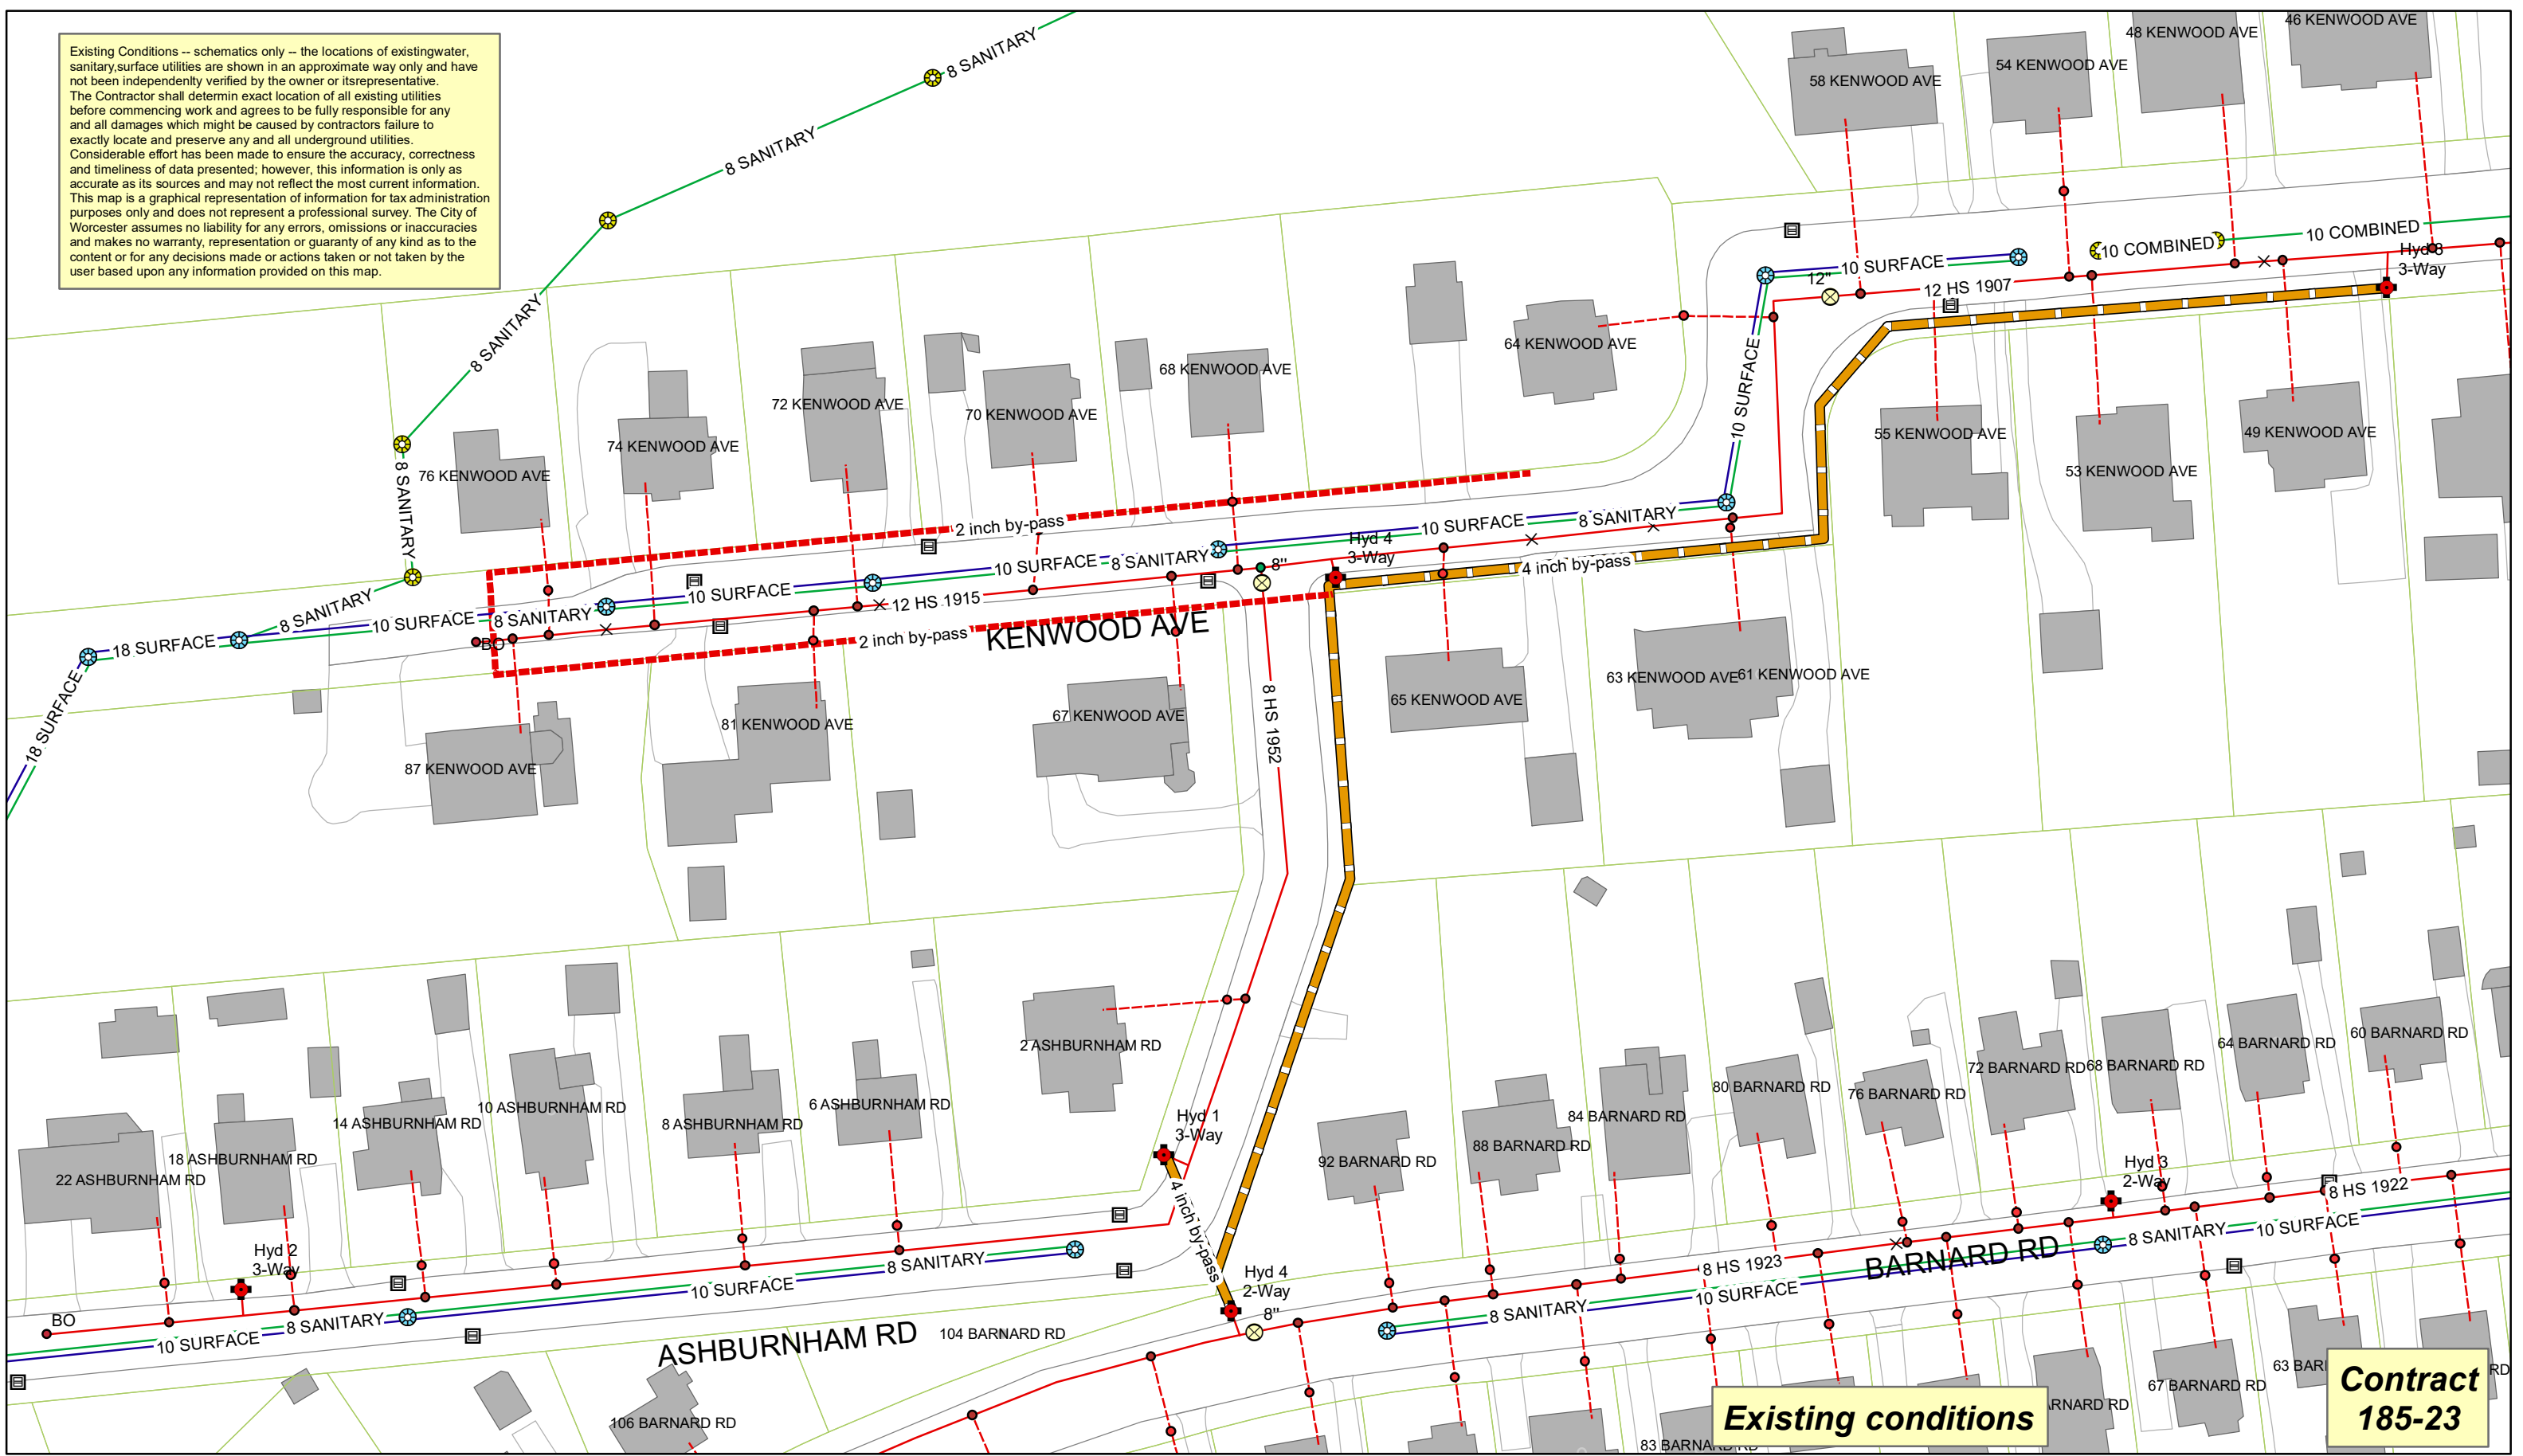 Existing Conditions -- schematics only -- the locations of existingwater,
sanitary,surface utilities are shown in an approximate way only and have
not been independenlty verified by the owner or itsrepresentative.
The Contractor shall determin exact location of all existing utilities
before commencing work and agrees to be fully responsible for any
and all damages which might be caused by contractors failure to
exactly locate and preserve any and all underground utilities.
Considerable effort has been made to ensure the accuracy, correctness
and timeliness of data presented; however, this information is only as
accurate as its sources and may not reflect the most current information.
This map is a graphical representation of information for tax administration
purposes only and does not represent a professional survey. The City of
Worcester assumes no liability for any errors, omissions or inaccuracies
and makes no warranty, representation or guaranty of any kind as to the
content or for any decisions made or actions taken or not taken by the
user based upon any information provided on this map.
8 SANITARY
8 SANITARY
8 SANITARY
8 SANITARY
8 SANITARY
46 KENWOOD AVE
48 KENWOOD AVE
54 KENWOOD AVE
58 KENWOOD AVE
10 COMBINED
10 COMBINED
Hyd 8
3-Way
10 SURFACE
12"
12 HS 1907
10 SURFACE
64 KENWOOD AVE
68 KENWOOD AVE
70 KENWOOD AVE
72 KENWOOD AVE
74 KENWOOD AVE
76 KENWOOD AVE
55 KENWOOD AVE
53 KENWOOD AVE
49 KENWOOD AVE
2 inch by-pass
10 SURFACE
8 SANITARY
Hyd 4
3-Way
4 inch by-pass
10 SURFACE
8 SANITARY
8"
10 SURFACE
12 HS 1915
10 SURFACE
8 SANITARY
BO
18 SURFACE
18 SURFACE
2 inch by-pass
KENWOOD AVE
8 HS 1952
87 KENWOOD AVE
81 KENWOOD AVE
67 KENWOOD AVE
65 KENWOOD AVE
63 KENWOOD AVE
61 KENWOOD AVE
2 ASHBURNHAM RD
6 ASHBURNHAM RD
8 ASHBURNHAM RD
10 ASHBURNHAM RD
14 ASHBURNHAM RD
18 ASHBURNHAM RD
22 ASHBURNHAM RD
Hyd 1
3-Way
4 inch by-pass
92 BARNARD RD
88 BARNARD RD
84 BARNARD RD
80 BARNARD RD
76 BARNARD RD
72 BARNARD RD
68 BARNARD RD
64 BARNARD RD
60 BARNARD RD
Hyd 3
2-Way
8 HS 1922
8 SANITARY
10 SURFACE
BARNARD RD
8 HS 1923
10 SURFACE
8 SANITARY
Hyd 4
2-Way
8"
Hyd 2
3-Way
BO
8 SANITARY
10 SURFACE
10 SURFACE
8 SANITARY
ASHBURNHAM RD
104 BARNARD RD
106 BARNARD RD
83 BARNARD RD
67 BARNARD RD
Existing conditions
Contract
185-23